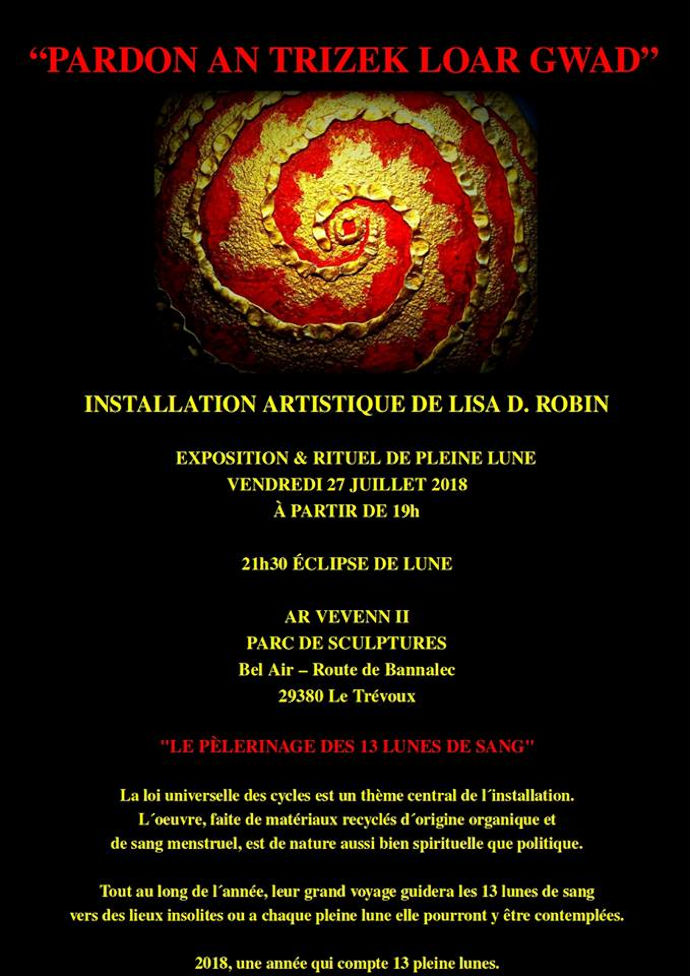 “PARDON AN TRIZEK LOAR GWAD”
INSTALLATION ARTISTIQUE DE LISA D. ROBIN
EXPOSITION & RITUEL DE PLEINE LUNE
VENDREDI 27 JUILLET 2018
À PARTIR DE 19h
21h30 ÉCLIPSE DE LUNE
AR VEVENN II
PARC DE SCULPTURES
Bel Air – Route de Bannalec
29380 Le Trévoux
"LE PÈLERINAGE DES 13 LUNES DE SANG"
La loi universelle des cycles est un thème central de l´installation.
L´oeuvre, faite de matériaux recyclés d´origine organique et
de sang menstruel, est de nature aussi bien spirituelle que politique.
Tout au long de l´année, leur grand voyage guidera les 13 lunes de sang
vers des lieux insolites ou a chaque pleine lune elle pourront y être contemplées.
2018, une année qui compte 13 pleine lunes.